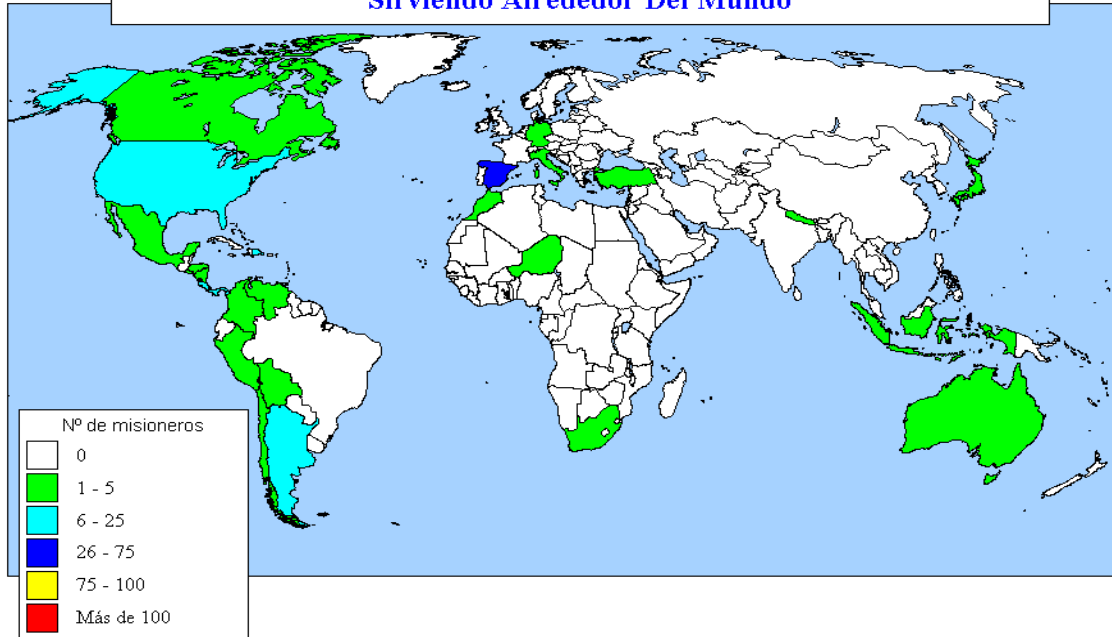 Sirviendo Alrededor Del Mundo
Nº de misioneros
0
1 - 5
6 - 25
26 - 75
75 - 100
Más de 100